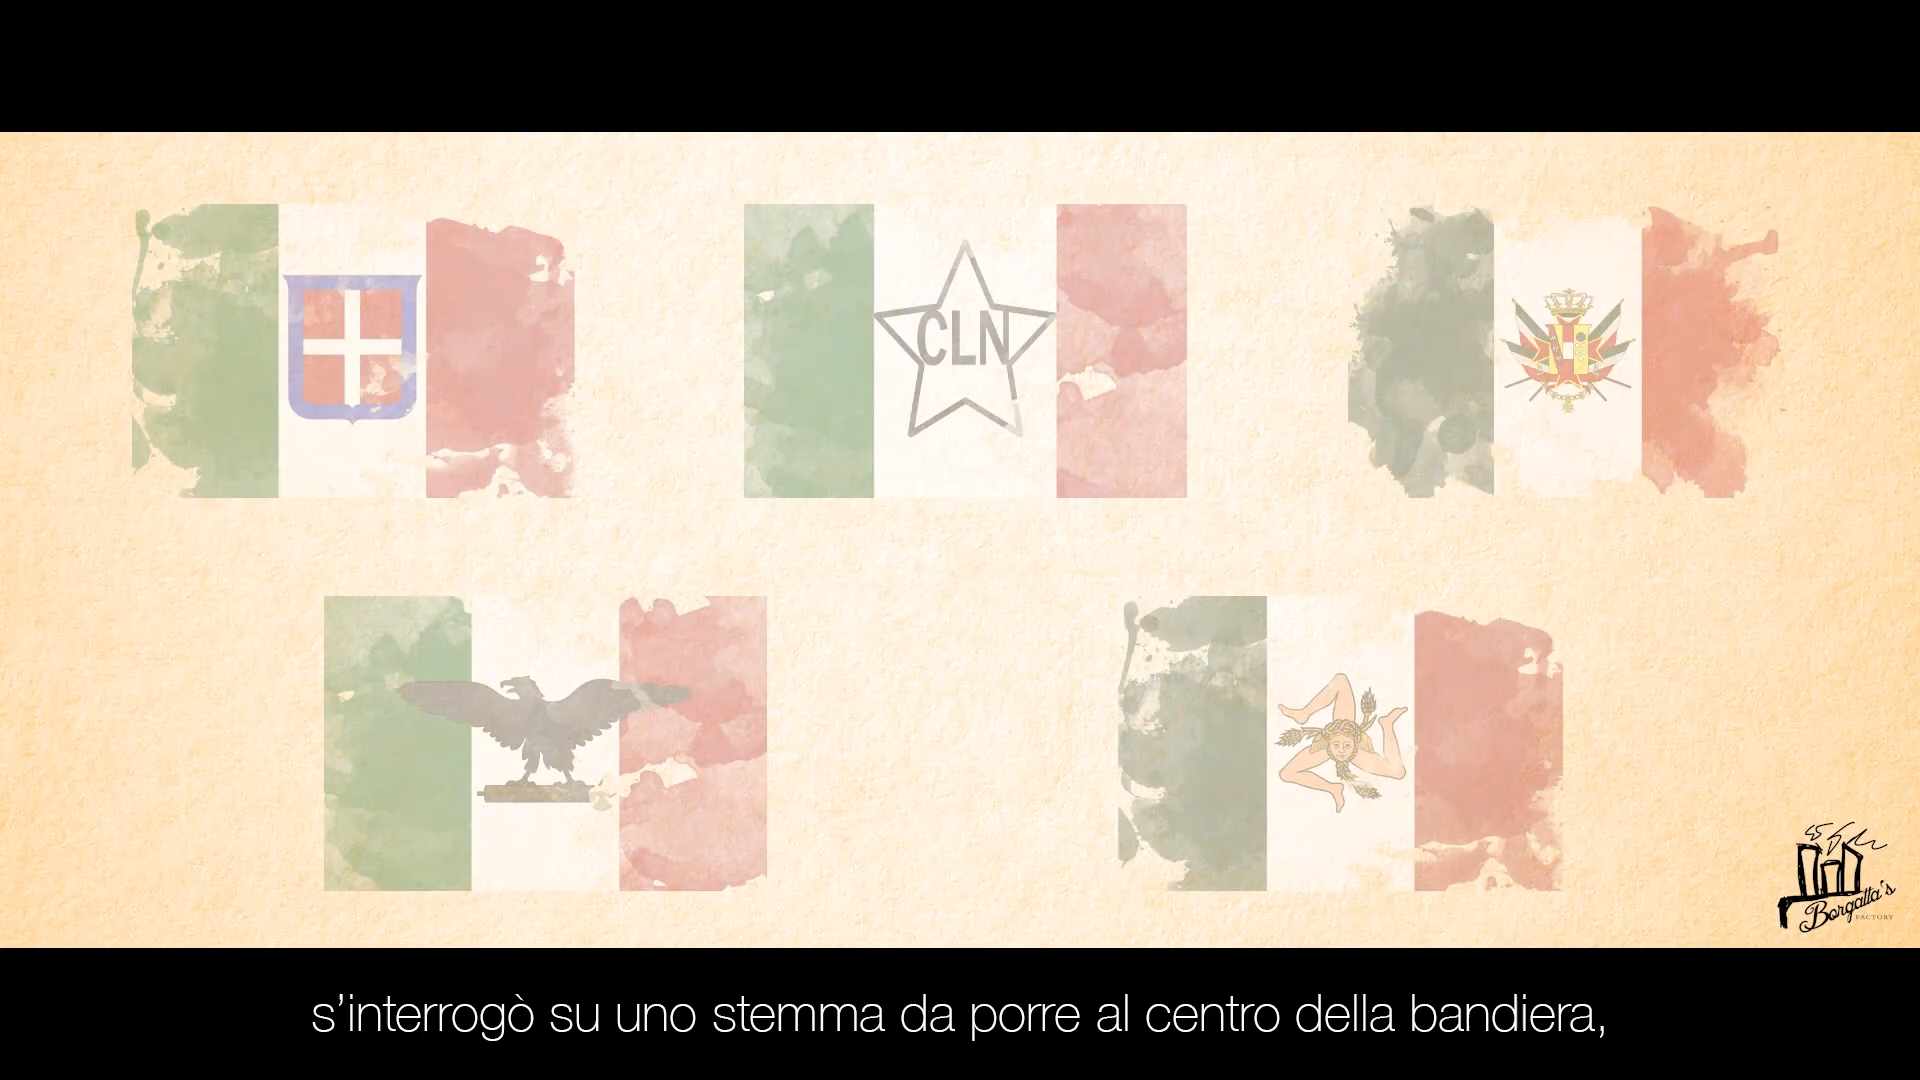 CLN
Borgatta's
FACTORY
s'interrogò su uno stemma da porre al centro della bandiera,